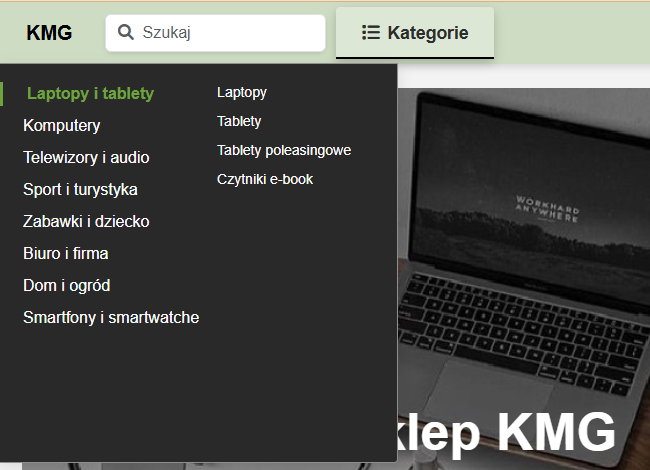 KMG
Szukaj
Kategorie
Laptopy i tablety
Komputery
Telewizory i audio
Sport i turystyka
Zabawki i dziecko
Biuro i firma
Dom i ogród
Smartfony i smartwatche
Laptopy
Tablety
Tablety poleasingowe
Czytniki e-book
WORKHARD
ANYWHERE
klep KMG